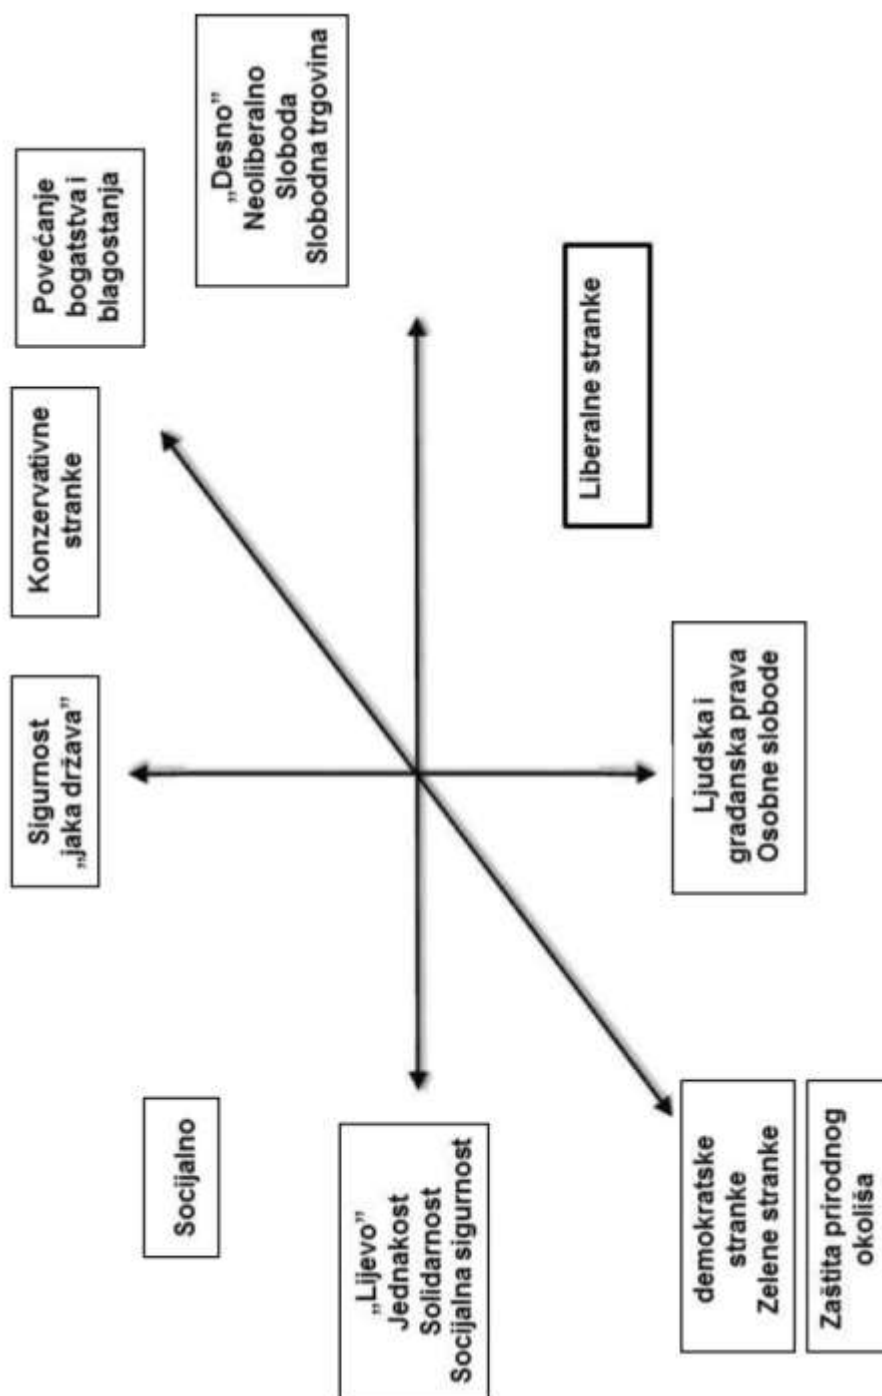 Sigurnost
„jaka država”
Konzervativne
stranke
Povećanje
bogatstva i
blagostanja
Socijalno
„Desno”
Neoliberalno
Sloboda
Slobodna trgovina
„Lijevo”
Jednakost
Solidarnost
Socijalna sigurnost
Liberalne stranke
Ljudska i
građanska prava
Osobne slobode
demokratske
stranke
Zelene stranke
Zaštita prirodnog
okoliša